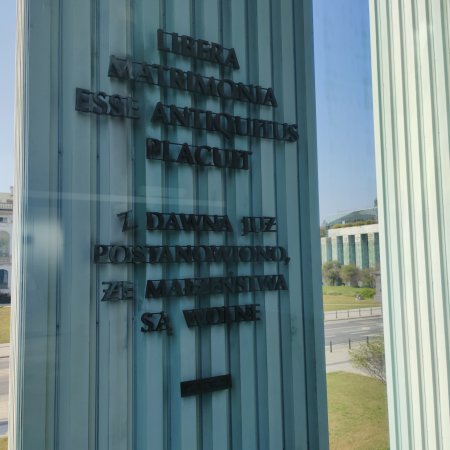 LIBERA
MATRIMONIA
ESSE ANTIQUITUS
PLACUIT
Z DAWNA JUŻ
POSTANOWIONO,
ŻE MAŁŻEŃSTWA
SĄ WOLNE